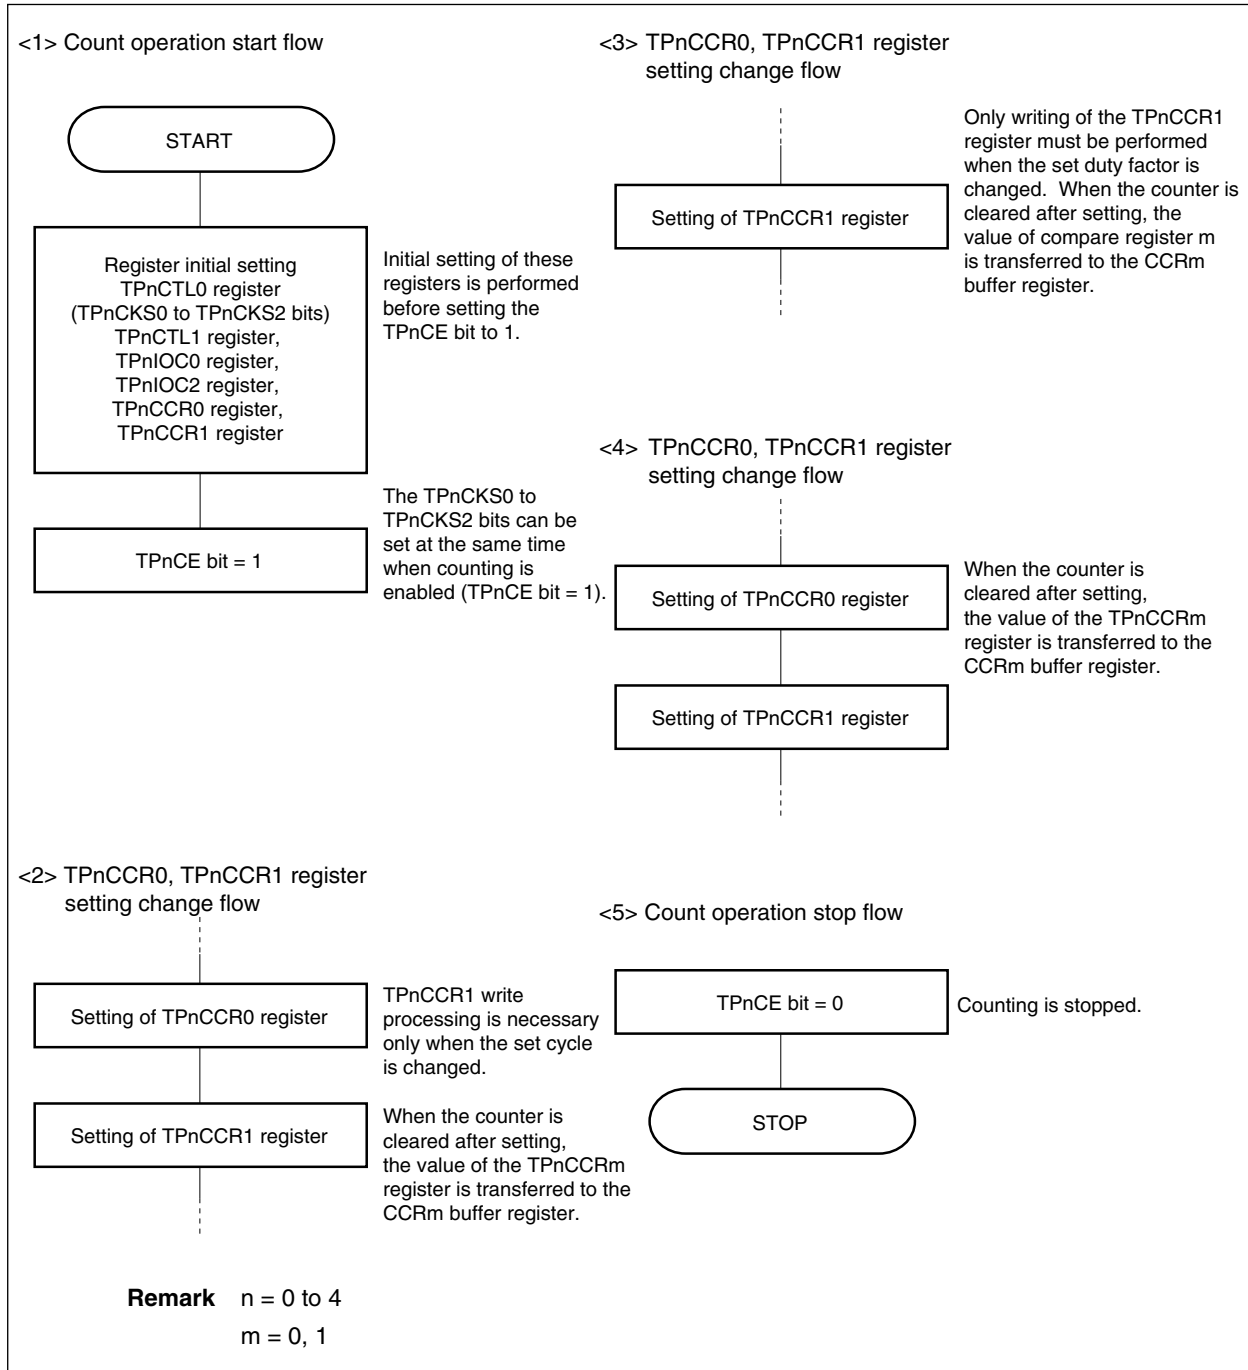 <1> Count operation start flow
START
Register initial setting
TPnCTL0 register
(TPnCKS0 to TPnCKS2 bits)
TPnCTL1 register,
TPnIOC0 register,
TPnIOC2 register,
TPnCCR0 register,
TPnCCR1 register
Initial setting of these
registers is performed
before setting the
TPnCE bit to 1.
TPnCE bit = 1
The TPnCKS0 to
TPnCKS2 bits can be
set at the same time
when counting is
enabled (TPnCE bit = 1).
<2> TPnCCR0, TPnCCR1 register
setting change flow
Setting of TPnCCR0 register
TPnCCR1 write
processing is necessary
only when the set cycle
is changed.
Setting of TPnCCR1 register
When the counter is
cleared after setting,
the value of the TPnCCRm
register is transferred to the
CCRm buffer register.
<3> TPnCCR0, TPnCCR1 register
setting change flow
Setting of TPnCCR1 register
Only writing of the TPnCCR1
register must be performed
when the set duty factor is
changed. When the counter is
cleared after setting, the
value of compare register m
is transferred to the CCRm
buffer register.
<4> TPnCCR0, TPnCCR1 register
setting change flow
Setting of TPnCCR0 register
When the counter is
cleared after setting,
the value of the TPnCCRm
register is transferred to the
CCRm buffer register.
Setting of TPnCCR1 register
<5> Count operation stop flow
TPnCE bit = 0
Counting is stopped.
STOP
Remark n = 0 to 4
m = 0, 1